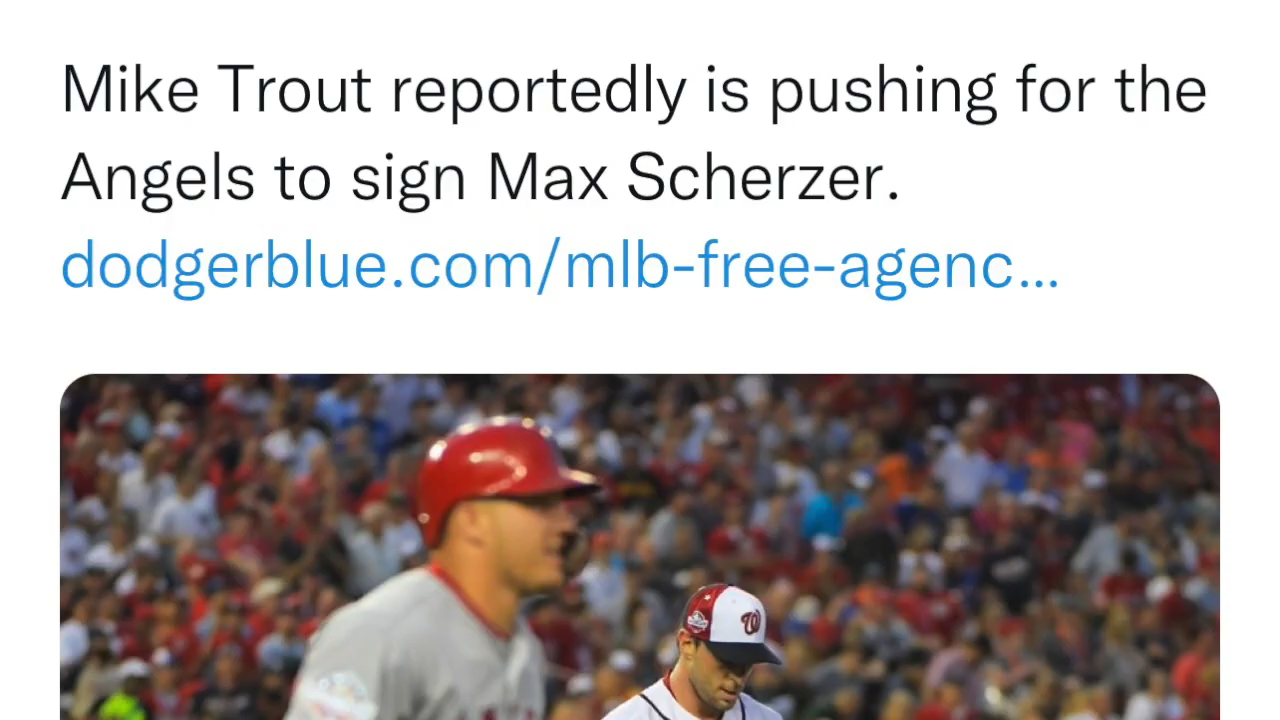 Mike Trout reportedly is pushing for the
Angels to sign Max Scherzer.
dodgerblue.com/mlb-free-agenc...
W